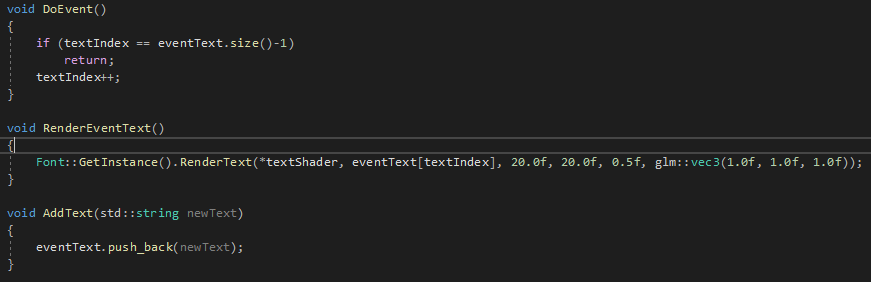 void DoEvent()
{
    if (textIndex == eventText.size()-1)
        return;
    textIndex++;
}

void RenderEventText()
{
    Font::GetInstance().RenderText(*textShader, eventText[textIndex], 20.0f, 20.0f, 0.5f, glm::vec3(1.0f, 1.0f, 1.0f));
}

void AddText(std::string newText)
{
    eventText.push_back(newText);
}